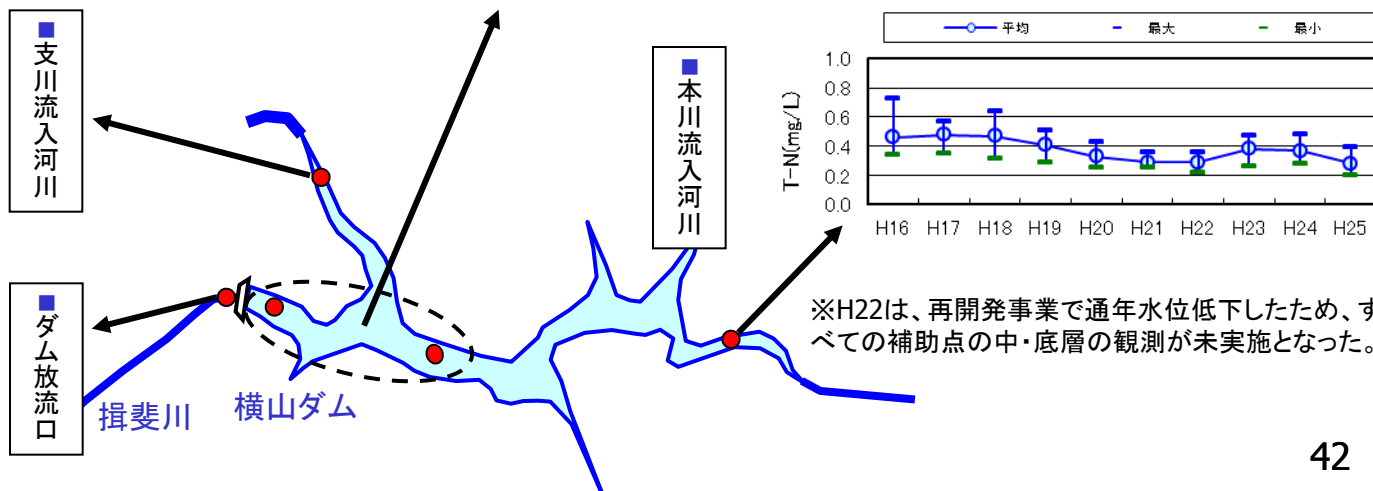 ■支川流入河川
■ダム放流口
揖斐川
横山ダム
■本川流入河川
平均 最大 最小
T-N(mg/L)
1.0
0.8
0.6
0.4
0.2
0.0
H16 H17 H18 H19 H20 H21 H22 H23 H24 H25
※H22は、再開発事業で通年水位低下したため、す
べての補助点の中・底層の観測が未実施となった。
42